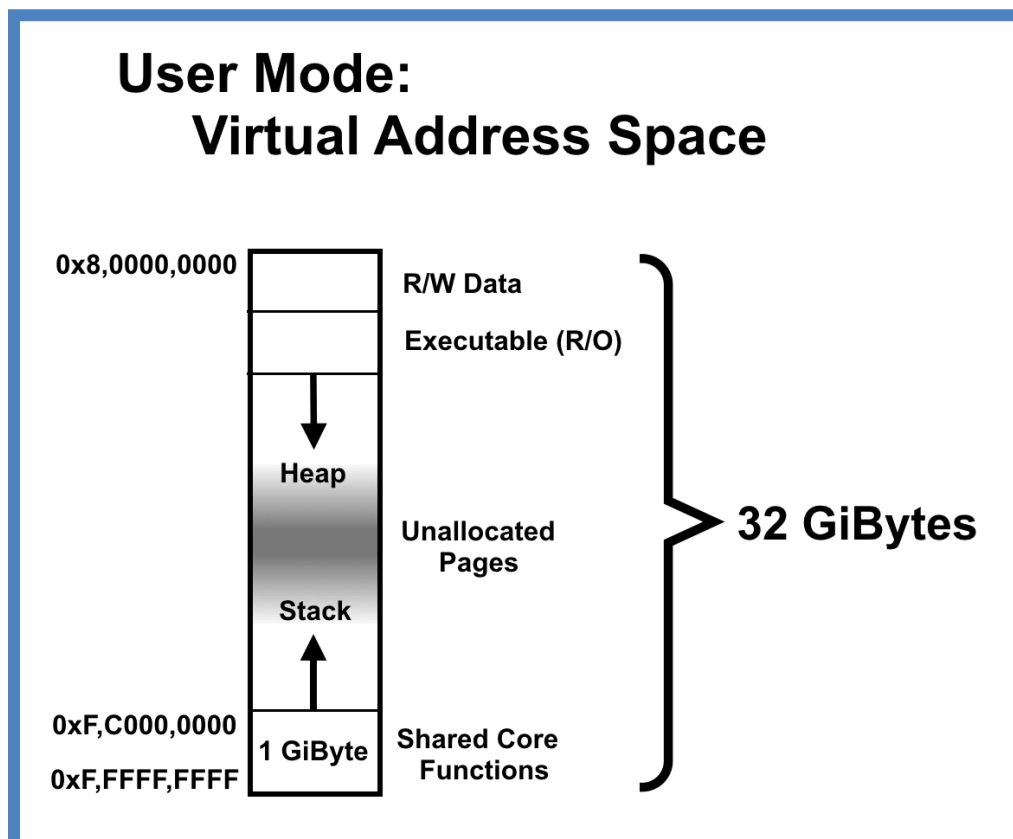 User Mode:
Virtual Address Space
0x8,0000,0000
R/W Data
Executable (R/O)
Heap
Unallocated
Pages
32 GiBytes
Stack
0xF,C000,0000
1 GiByte
Shared Core
Functions
0xF,FFFF,FFFF